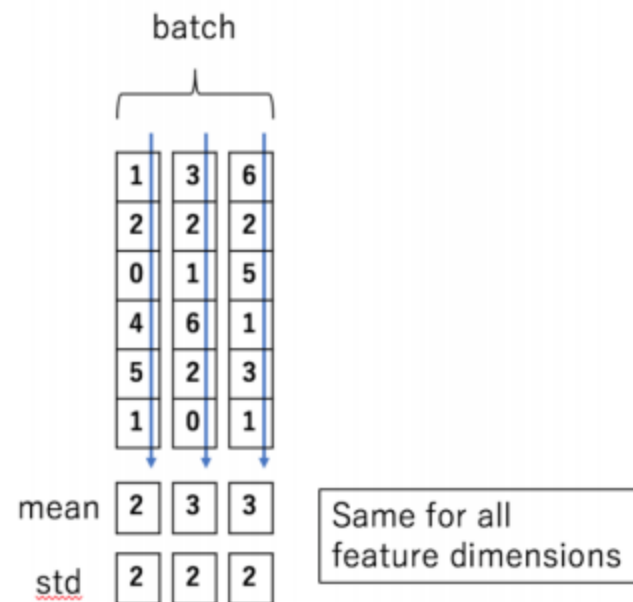 batch
1 3 6
2 2 2
0 1 5
4 6 1
5 2 3
1 0 1
mean 2 3 3
Same for all
feature dimensions
std 2 2 2